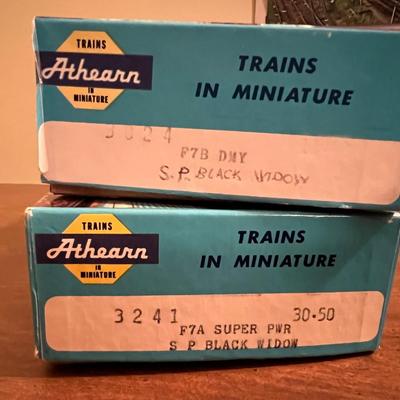 TRAINS
Athearn
IN
MINIATURE
TRAINS
IN MINIATURE
3024
F7B DMY
S.P. BLACK WIDOW
TRAINS
Athearn
IN
MINIATURE
TRAINS
IN MINIATURE
3241 30.50
F7A SUPER PWR
S P BLACK WIDOW